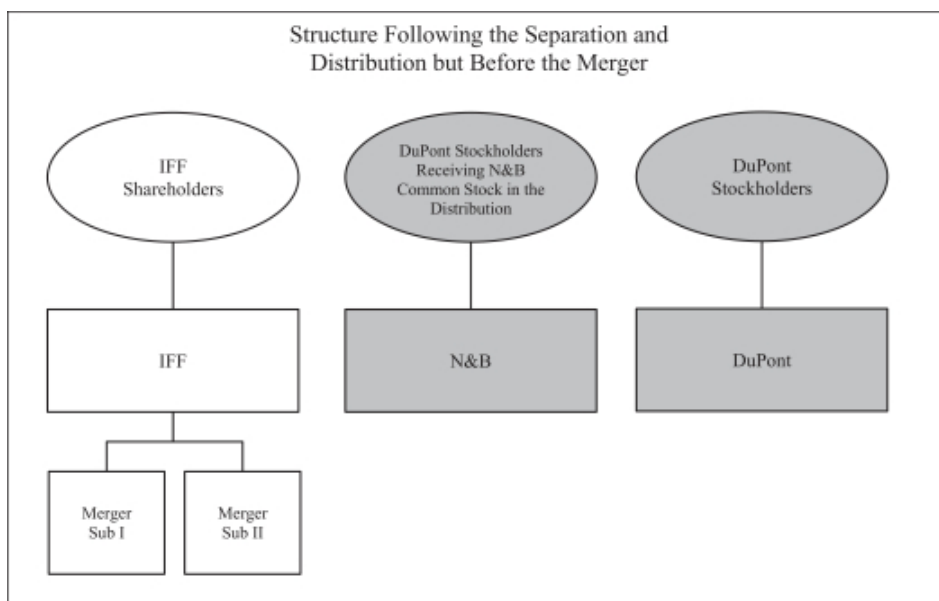 Structure Following the Separation and
Distribution but Before the Merger
IFF
Shareholders
DuPont Stockholders
Receiving N&B
Common Stock in the
Distribution
DuPont
Stockholders
IFF
N&B
DuPont
Merger
Sub I
Merger
Sub II